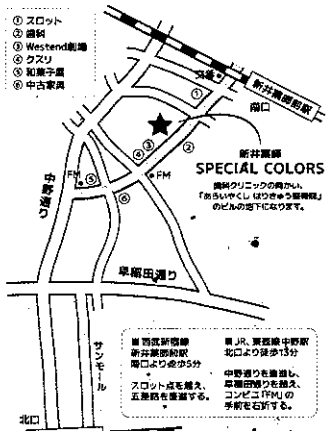 ① スロット
② 歯科
③ Westend劇場
④ クスリ
⑤ 和菓子屋
⑥ 中古家具
交番
①
新井薬師前駅
南口
新井薬師
SPECIAL COLORS
歯科クリニックの向かい、
「あらいやくし はりきゅう整骨院」
のビルの地下になります。
④
③
②
FM
⑤
FM
⑥
中野通り
早稲田通り
サンモール
北口
■西武新宿線
新井薬師前駅
南口より徒歩5分
スロット点を越え、
五差路を直進する。
■JR、東西線中野駅
北口より徒歩13分
中野通りを直進し、
早稲田通りを越え、
コンビニ「FM」の
手前を右折する。